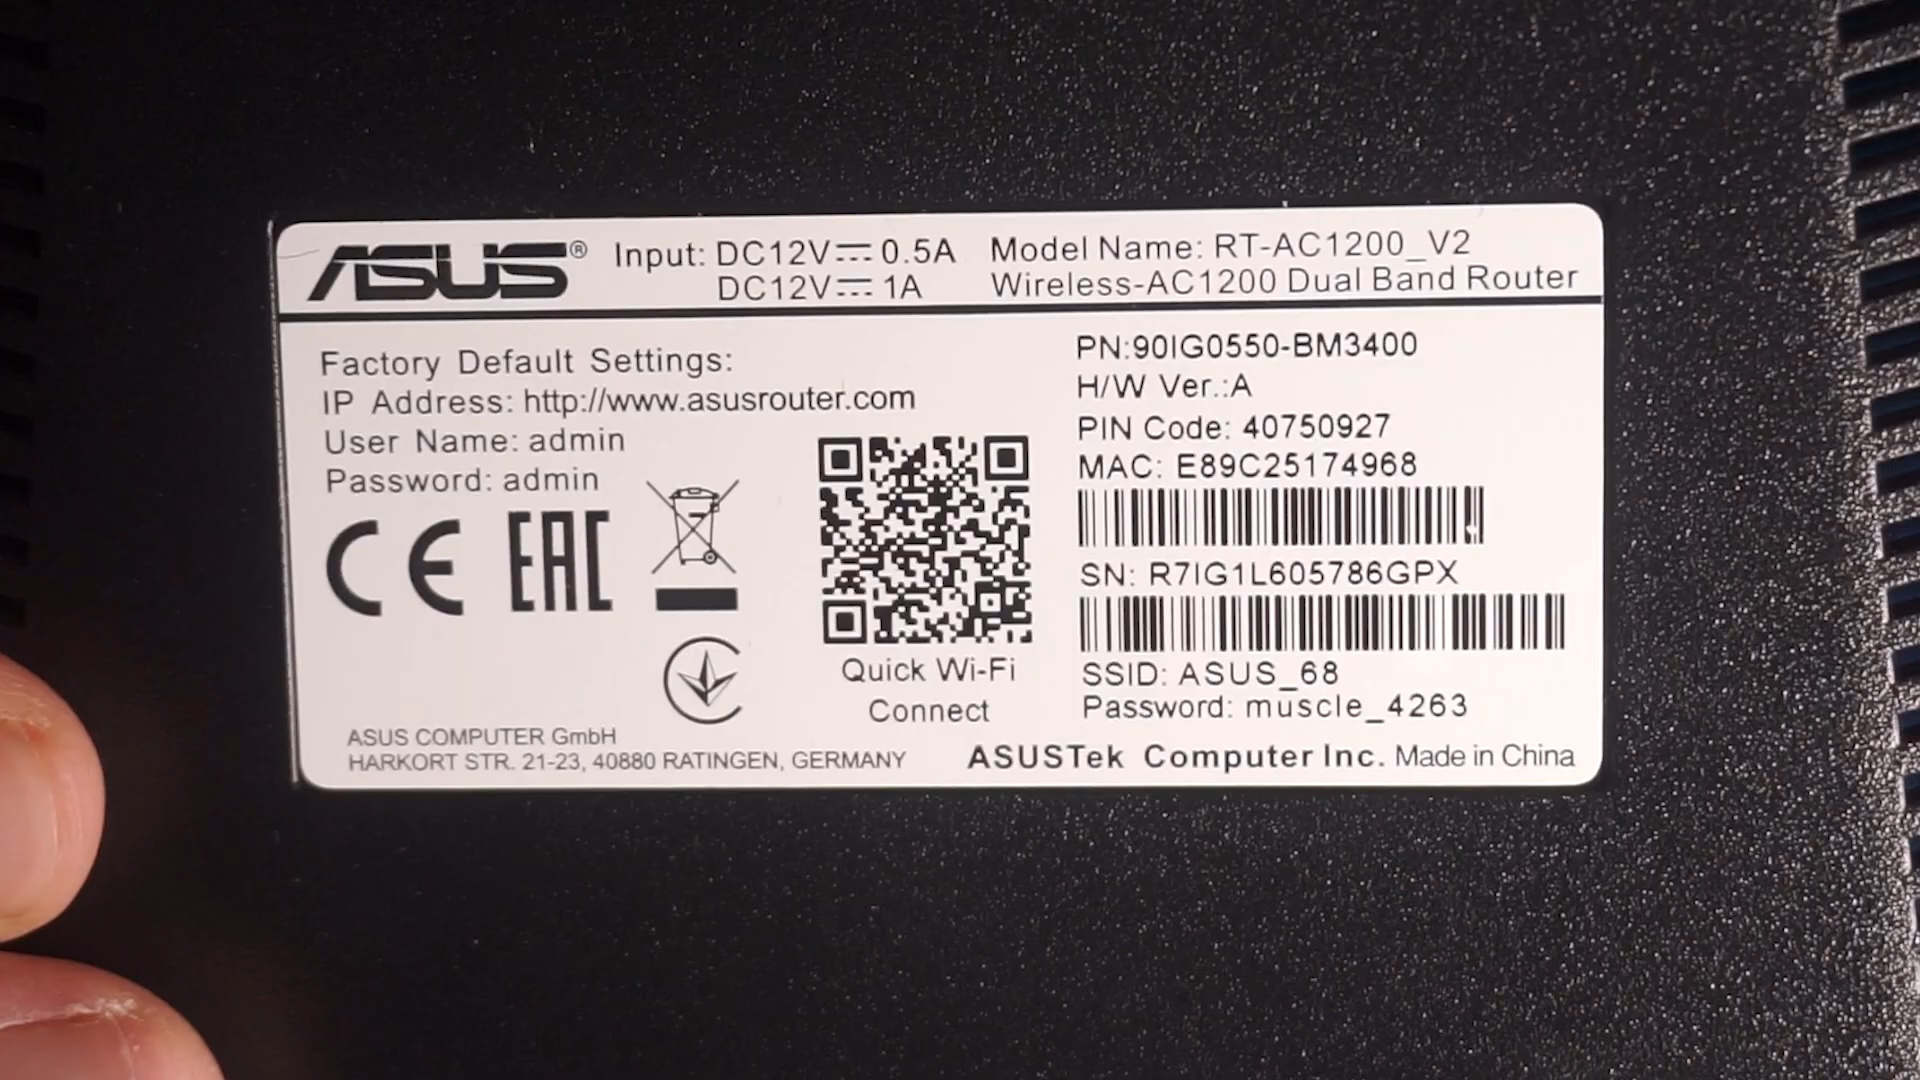 ASUS® Input: DC12V⎓0.5A Model Name: RT-AC1200_V2
DC12V⎓1A Wireless-AC1200 Dual Band Router
Factory Default Settings:
IP Address: http://www.asusrouter.com
User Name: admin
Password: admin
CE EAC
Quick Wi-Fi
Connect
PN:90IG0550-BM3400
H/W Ver.:A
PIN Code: 40750927
MAC: E89C25174968
SN: R7IG1L605786GPX
SSID: ASUS_68
Password: muscle_4263
ASUS COMPUTER GmbH
HARKORT STR. 21-23, 40880 RATINGEN, GERMANY
ASUSTek Computer Inc. Made in China